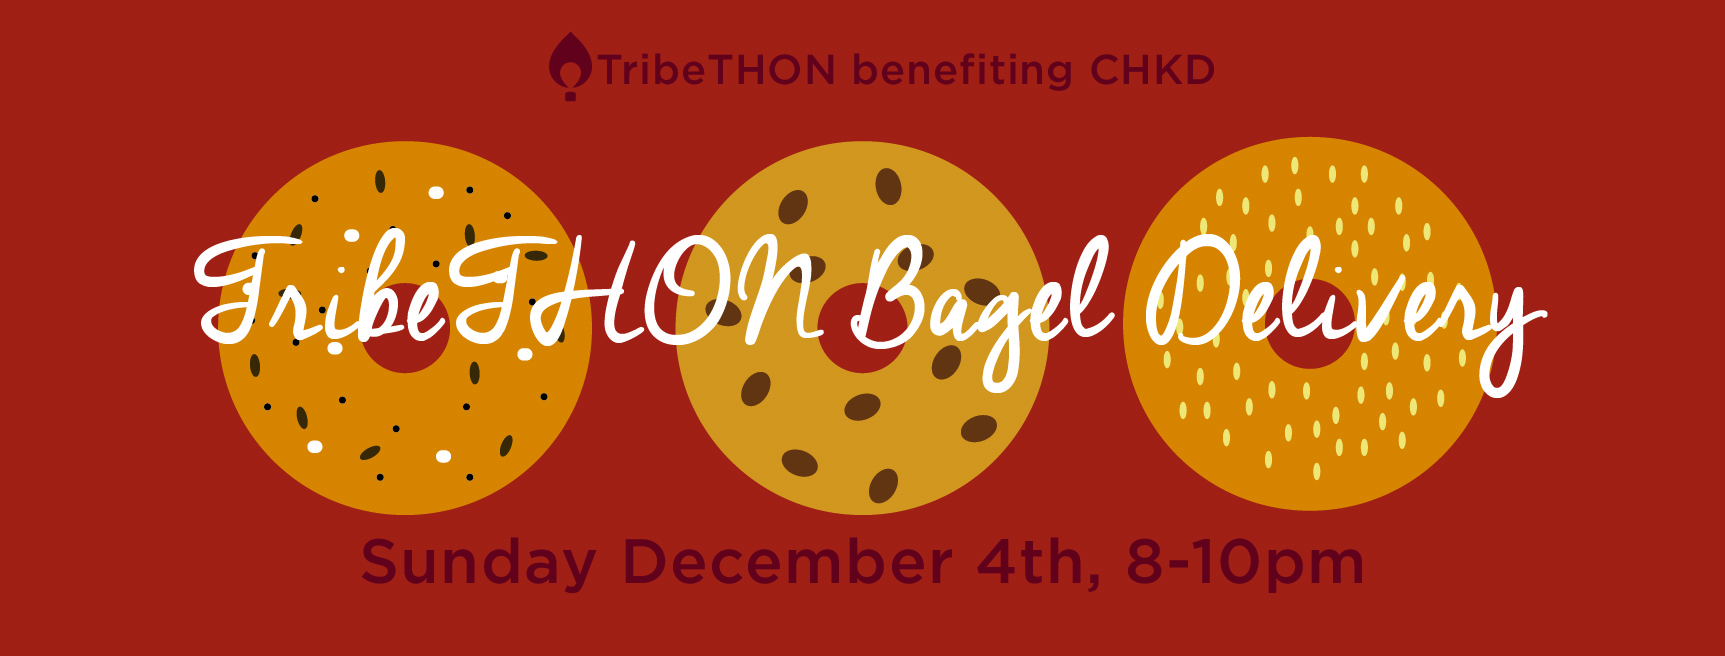 TribeTHON benefiting CHKD
TribeTHON Bagel Delivery
Sunday December 4th, 8-10pm